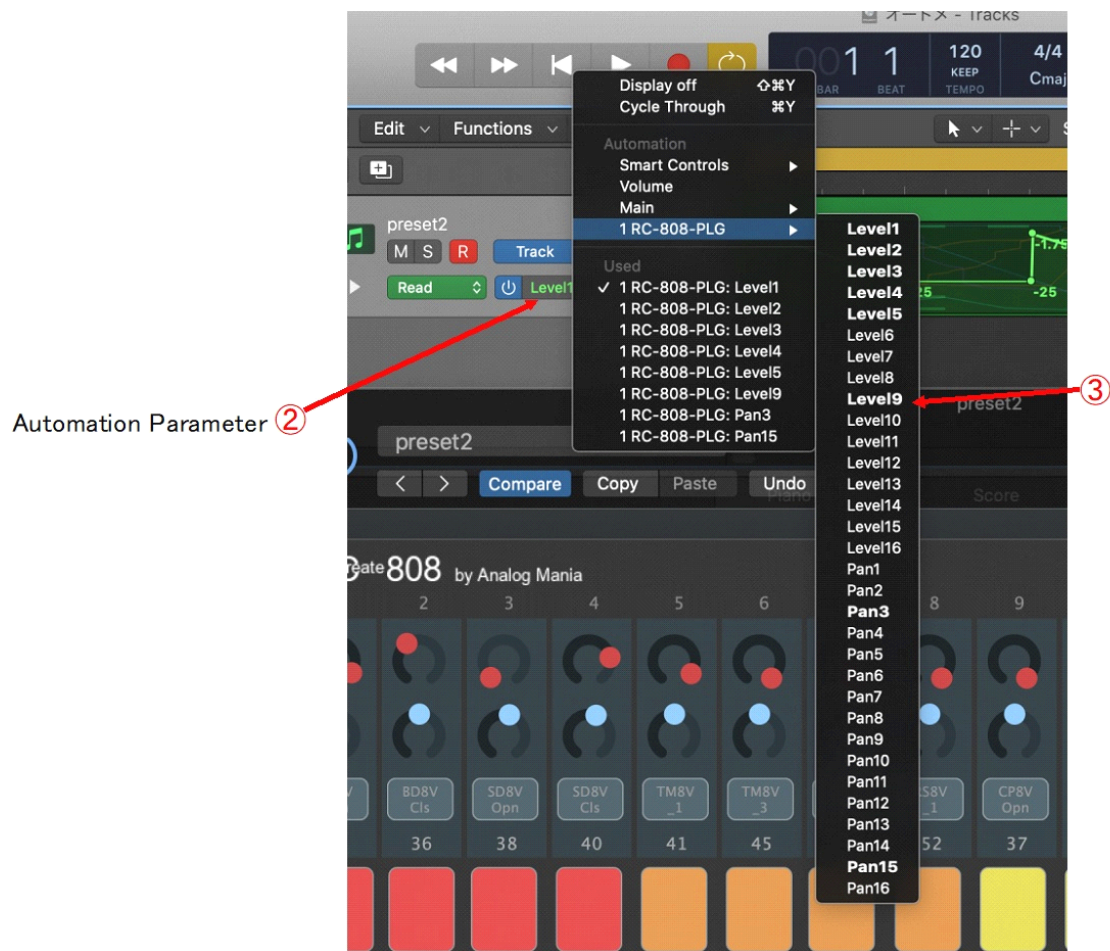 オートメ - Tracks
001 1
BAR BEAT
120
KEEP
TEMPO
4/4
Cmaj
Display off ⇧⌘Y
Cycle Through ⌘Y
Automation
Smart Controls
Volume
Main
1 RC-808-PLG
Used
✓ 1 RC-808-PLG: Level1
1 RC-808-PLG: Level2
1 RC-808-PLG: Level3
1 RC-808-PLG: Level4
1 RC-808-PLG: Level5
1 RC-808-PLG: Level9
1 RC-808-PLG: Pan3
1 RC-808-PLG: Pan15
Edit Functions
preset2
M S R Track
Read Level1
Level1
Level2
Level3
Level4
Level5
Level6
Level7
Level8
Level9
Level10
Level11
Level12
Level13
Level14
Level15
Level16
Pan1
Pan2
Pan3
Pan4
Pan5
Pan6
Pan7
Pan8
Pan9
Pan10
Pan11
Pan12
Pan13
Pan14
Pan15
Pan16
-1.75
-25
Automation Parameter ②
③
preset2
preset2
Compare Copy Paste Undo
Piano Score
808 by Analog Mania
2 3 4 5 6 8 9
BD8V Cls
SD8V Opn
SD8V Cls
TM8V _1
TM8V _3
CP8V Opn
36 38 40 41 45 52 37